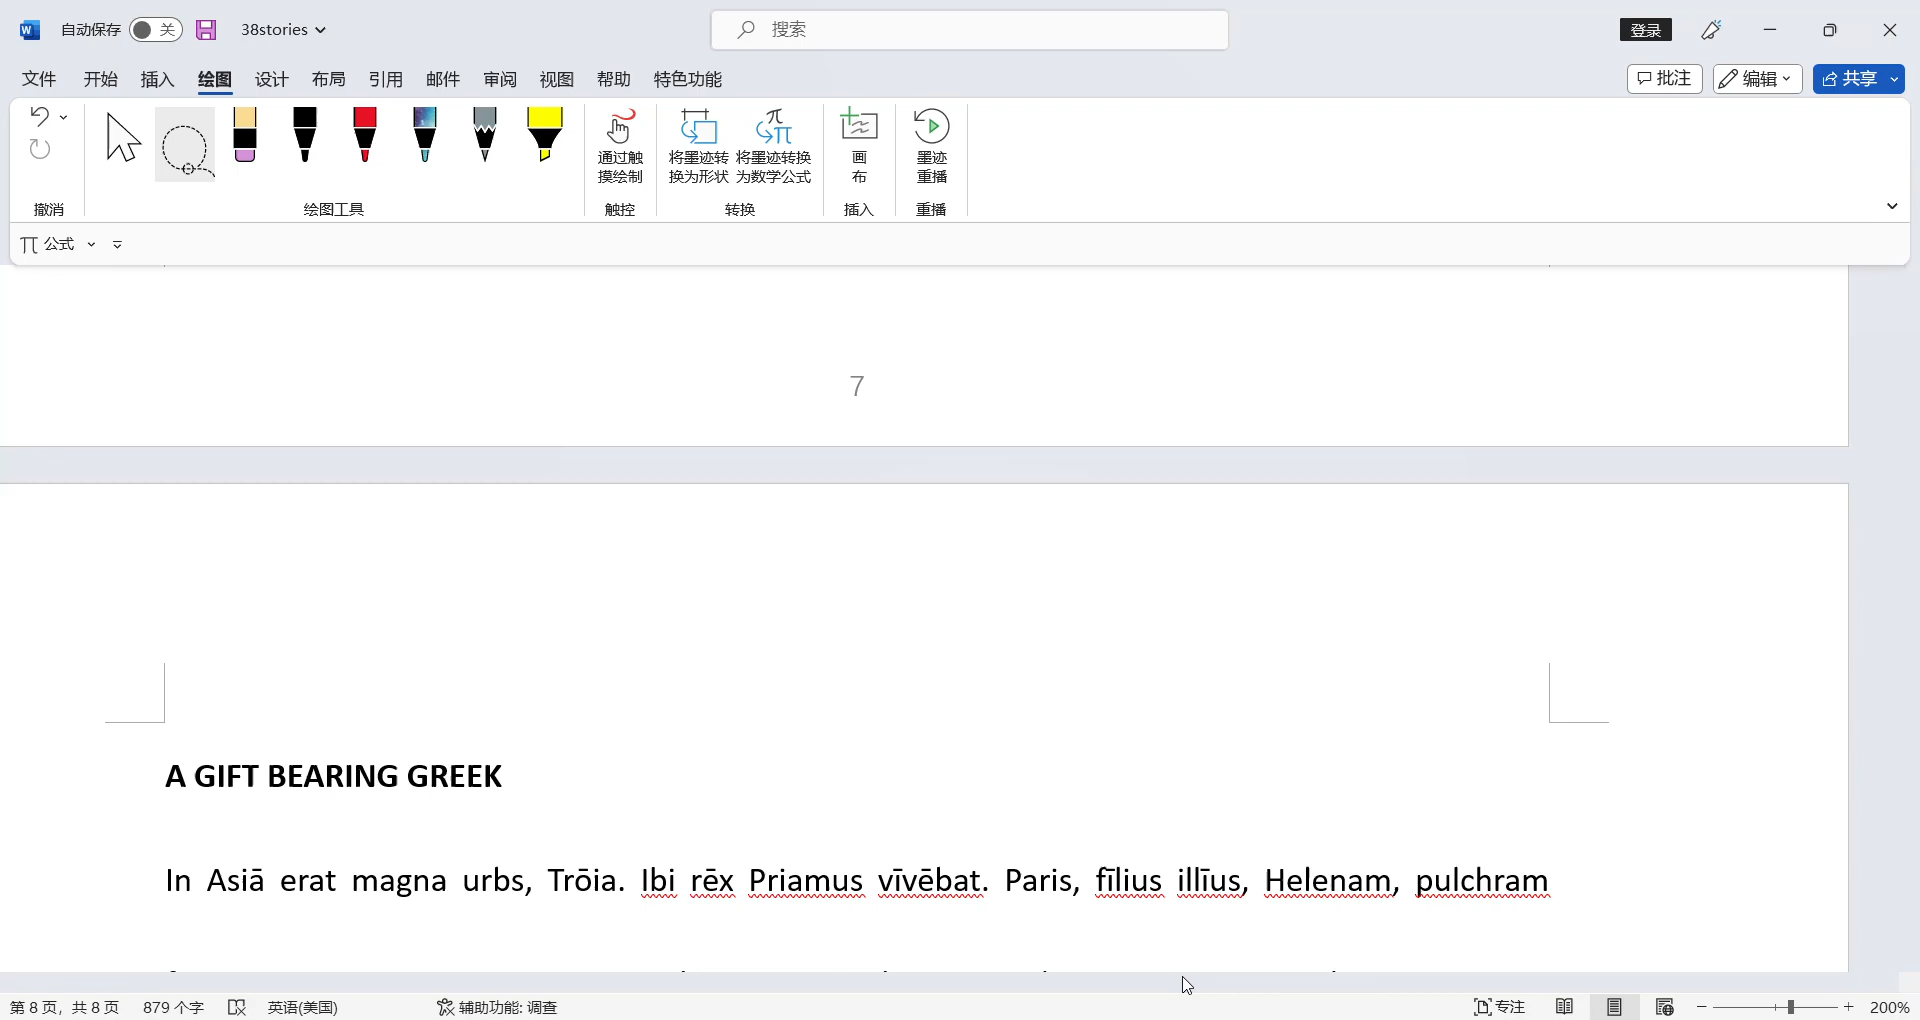 自动保存 关 38stories 搜索 登录
文件 开始 插入 绘图 设计 布局 引用 邮件 审阅 视图 帮助 特色功能 批注 编辑 共享
通过触 将墨迹转 将墨迹转换 画 墨迹
摸绘制 换为形状 为数学公式 布 重播
撤消 绘图工具 触控 转换 插入 重播
公式
7
A GIFT BEARING GREEK
In Asiā erat magna urbs, Trōia. Ibi rēx Priamus vīvēbat. Paris, fīlius illīus, Helenam, pulchram
第 8 页，共 8 页 879 个字 英语(美国) 辅助功能: 调查 专注 200%